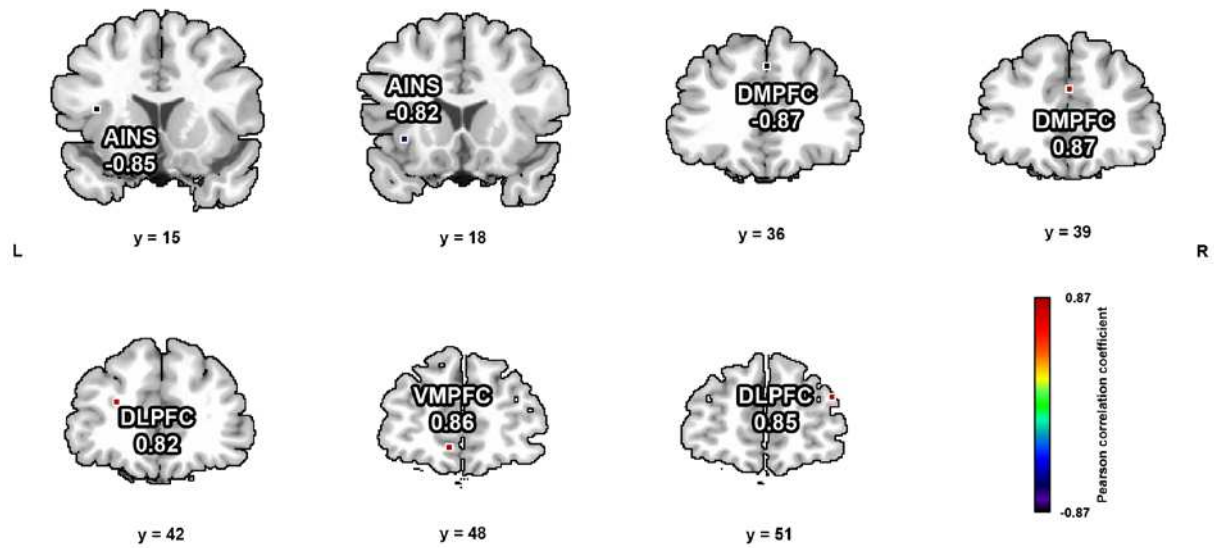 AINS
-0.85
y = 15
AINS
-0.82
y = 18
DMPFC
-0.87
y = 36
DMPFC
0.87
y = 39
L
R
DLPFC
0.82
y = 42
VMPFC
0.86
y = 48
DLPFC
0.85
y = 51
0.87
Pearson correlation coefficient
-0.87